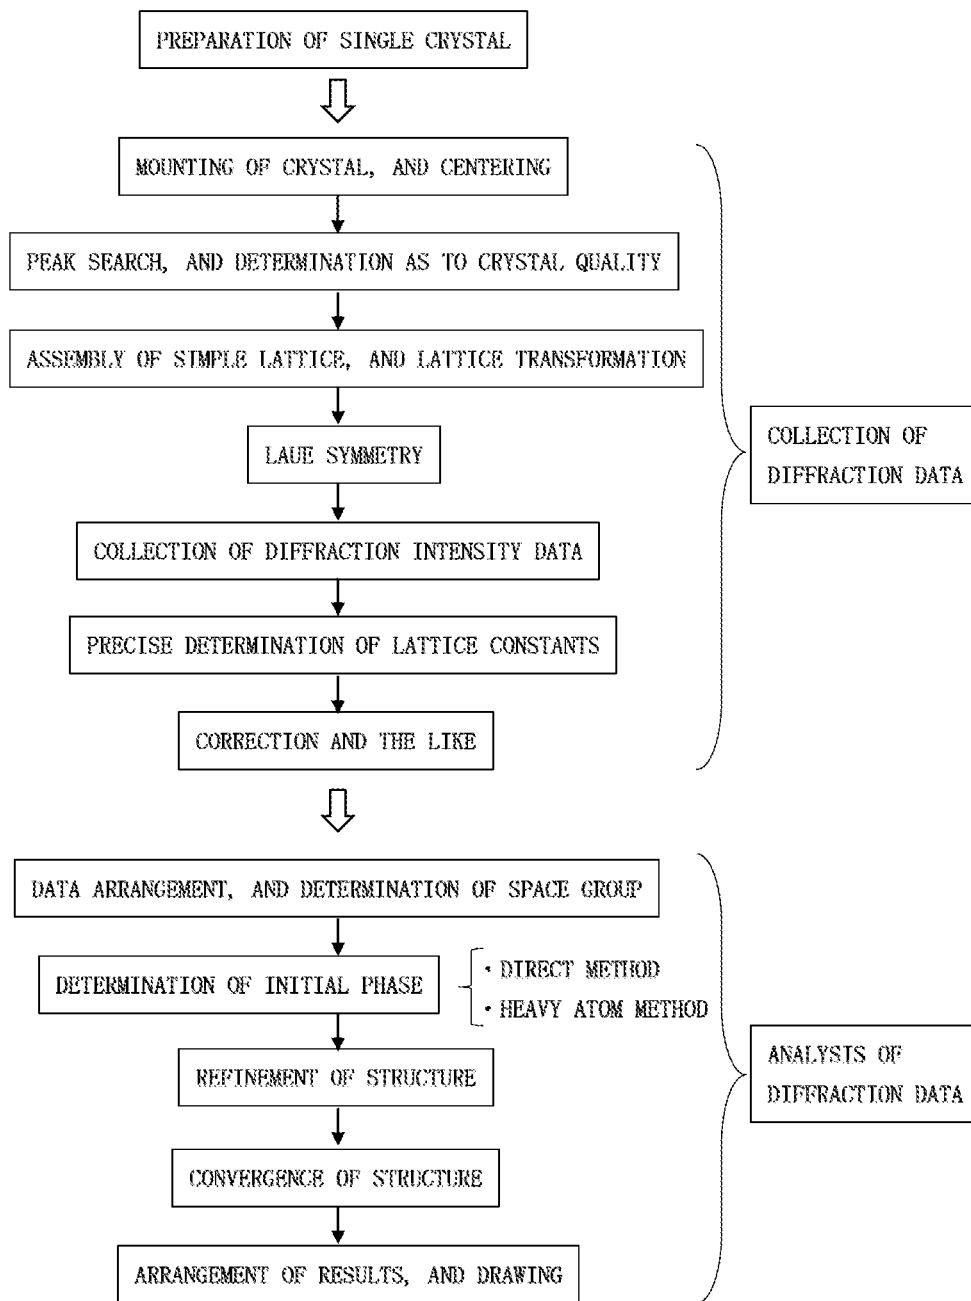 PREPARATION OF SINGLE CRYSTAL
MOUNTING OF CRYSTAL, AND CENTERING
PEAK SEARCH, AND DETERMINATION AS TO CRYSTAL QUALITY
ASSEMBLY OF SIMPLE LATTICE, AND LATTICE TRANSFORMATION
LAUE SYMMETRY
COLLECTION OF DIFFRACTION INTENSITY DATA
PRECISE DETERMINATION OF LATTICE CONSTANTS
CORRECTION AND THE LIKE
COLLECTION OF
DIFFRACTION DATA
DATA ARRANGEMENT, AND DETERMINATION OF SPACE GROUP
DETERMINATION OF INITIAL PHASE
・DIRECT METHOD
・HEAVY ATOM METHOD
REFINEMENT OF STRUCTURE
CONVERGENCE OF STRUCTURE
ARRANGEMENT OF RESULTS, AND DRAWING
ANALYSIS OF
DIFFRACTION DATA